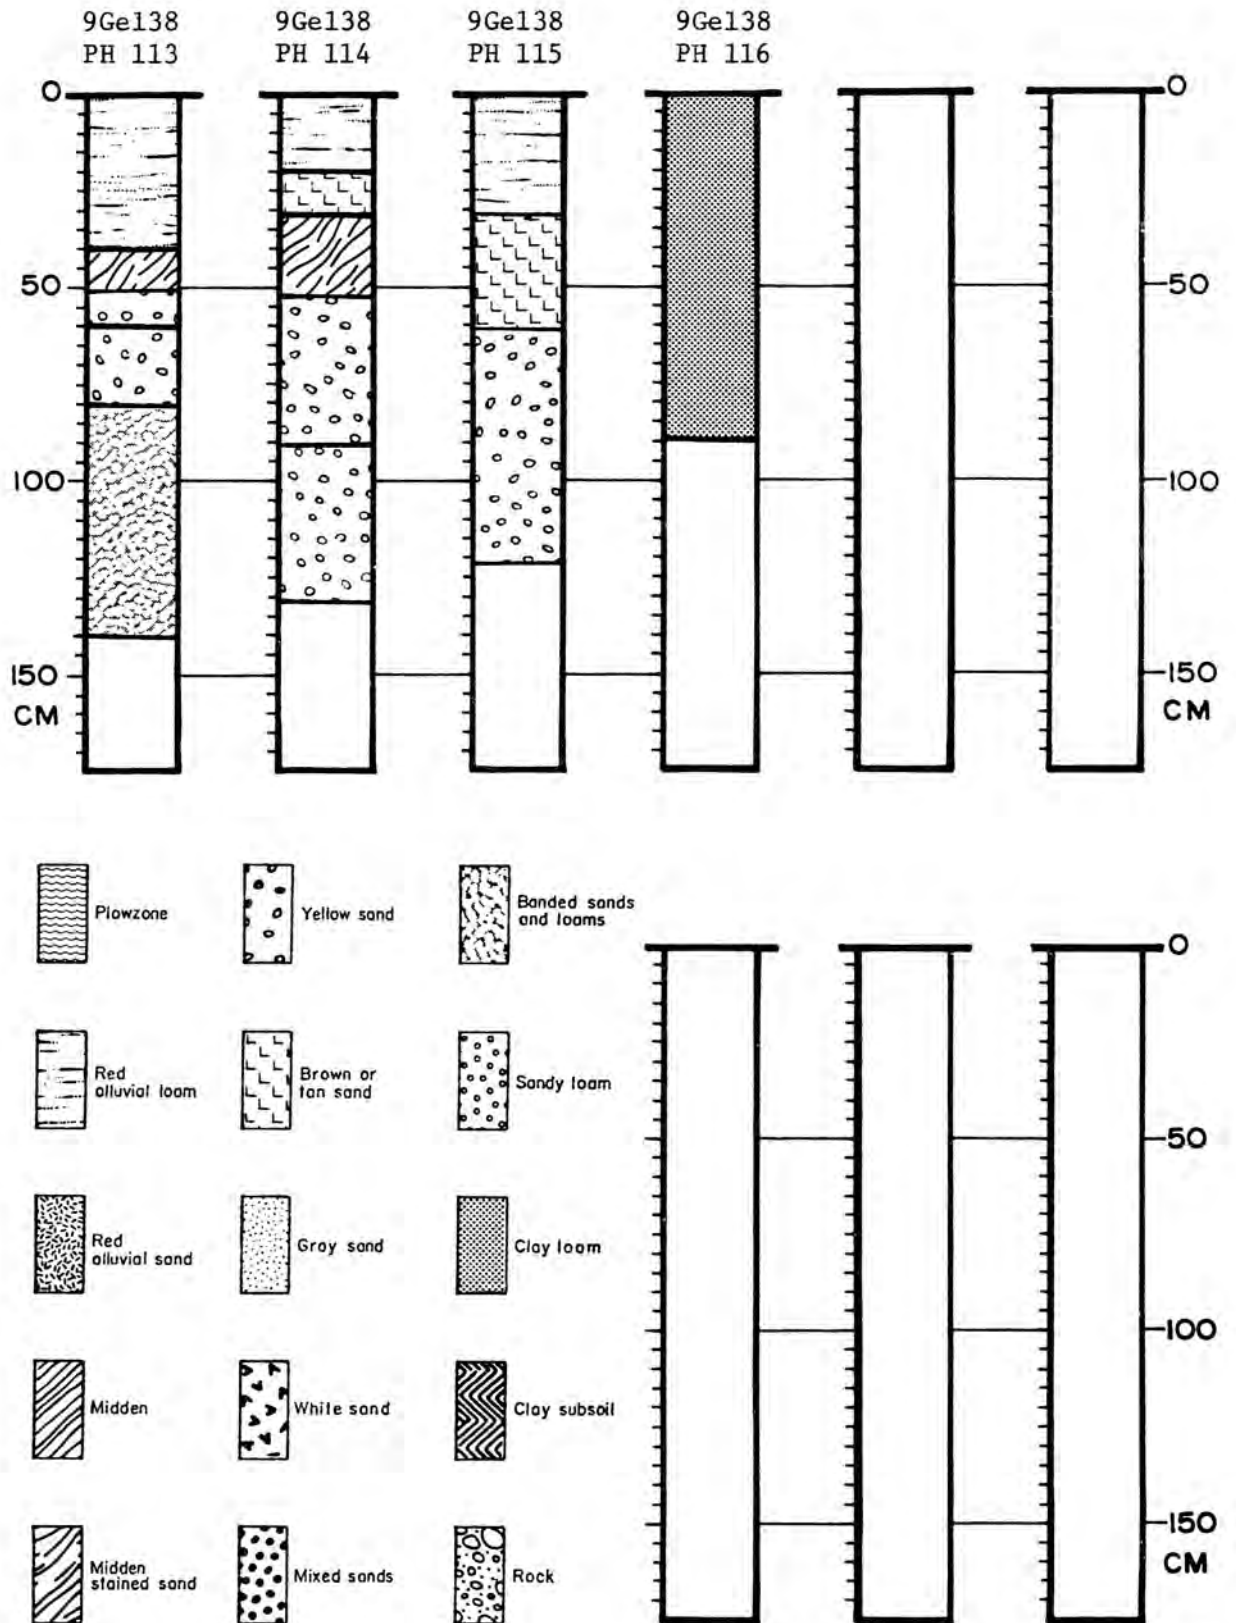 9Ge138 9Ge138 9Ge138 9Ge138
PH 113 PH 114 PH 115 PH 116
0 0
50 50
100 100
150 150
CM CM
Plowzone
Yellow sand
Banded sands
and loams
0
Red
alluvial loam
Brown or
tan sand
Sandy loam
50
Red
alluvial sand
Gray sand
Clay loam
100
Midden
White sand
Clay subsoil
150
CM
Midden
stained sand
Mixed sands
Rock